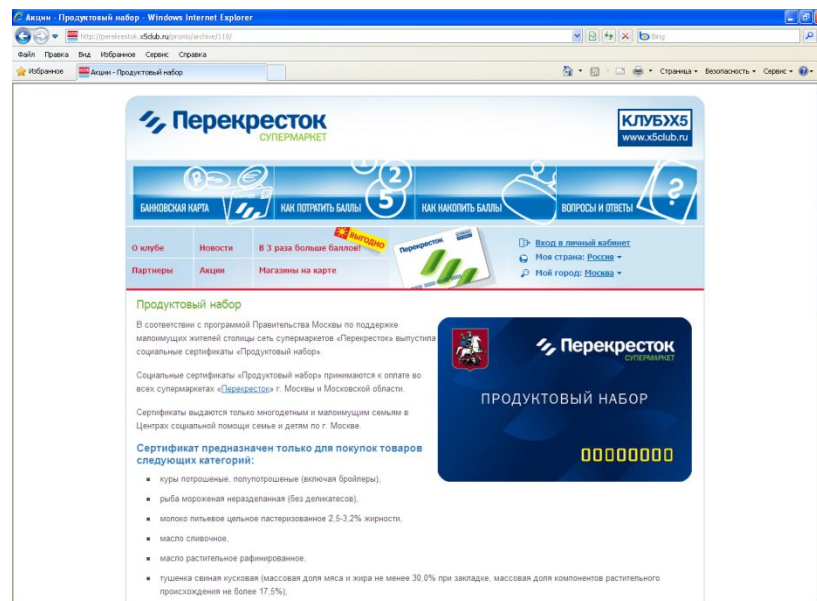 Акции - Продуктовый набор - Windows Internet Explorer
http://perekrestok.x5club.ru/promo/archive/118/
Bing
Файл Правка Вид Избранное Сервис Справка
Избранное Акции - Продуктовый набор Страница Безопасность Сервис
Перекресток
СУПЕРМАРКЕТ
КЛУБХ5
www.x5club.ru
БАНКОВСКАЯ КАРТА КАК ПОТРАТИТЬ БАЛЛЫ КАК НАКОПИТЬ БАЛЛЫ ВОПРОСЫ И ОТВЕТЫ
ВЫГОДНО
О клубе Новости В 3 раза больше баллов!
Партнеры Акции Магазины на карте
Перекресток
Вход в личный кабинет
Моя страна: Россия
Мой город: Москва
Продуктовый набор
В соответствии с программой Правительства Москвы по поддержке
малоимущих жителей столицы сеть супермаркетов «Перекресток» выпустила
социальные сертификаты «Продуктовый набор».
Социальные сертификаты «Продуктовый набор» принимаются к оплате во
всех супермаркетах «Перекресток» г. Москвы и Московской области.
Сертификаты выдаются только многодетным и малоимущим семьям в
Центрах социальной помощи семье и детям по г. Москве.
Перекресток
СУПЕРМАРКЕТ
ПРОДУКТОВЫЙ НАБОР
00000000
Сертификат предназначен только для покупок товаров
следующих категорий:
куры потрошеные, полупотрошеные (включая бройлеры),
рыба мороженая неразделанная (без деликатесов),
молоко питьевое цельное пастеризованное 2,5-3,2% жирности,
масло сливочное,
масло растительное рафинированное,
тушенка свиная кусковая (массовая доля мяса и жира не менее 30,0% при закладке, массовая доля компонентов растительного
происхождения не более 17,5%),